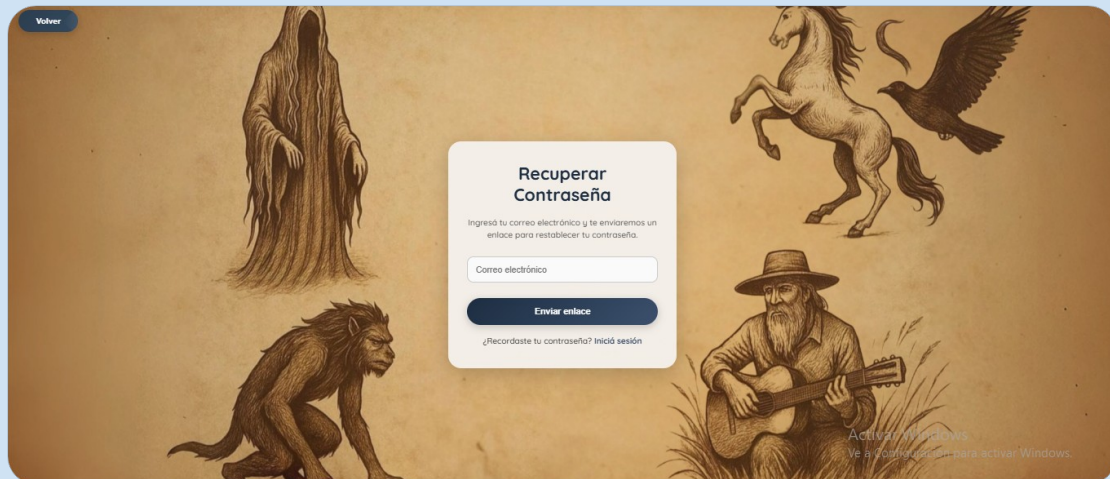 Volver
Recuperar
Contraseña
Ingresá tu correo electrónico y te enviaremos un
enlace para restablecer tu contraseña.
Correo electrónico
Enviar enlace
¿Recordaste tu contraseña? Iniciá sesión
Activar Windows
Ve a Configuración para activar Windows.